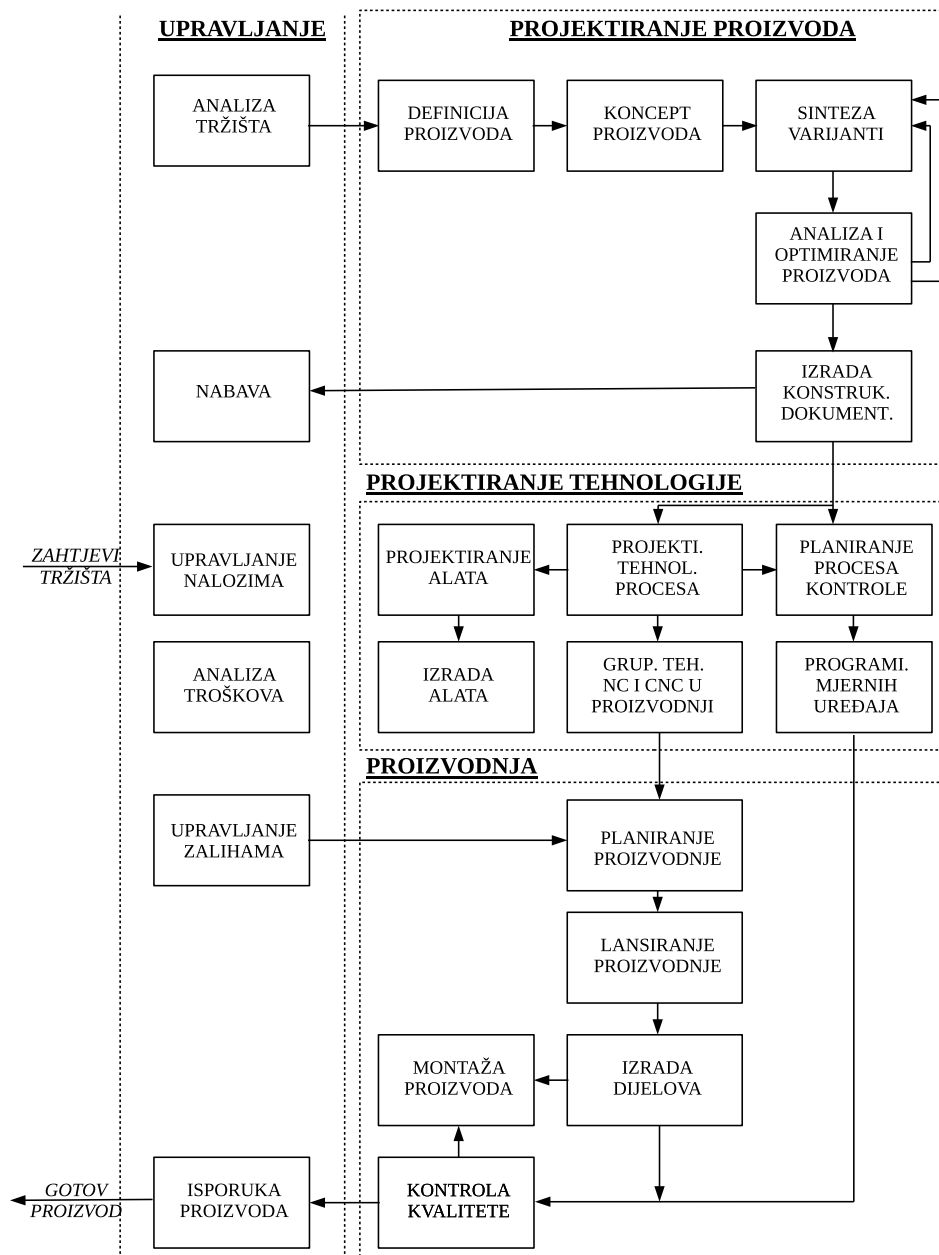 UPRAVLJANJE
PROJEKTIRANJE PROIZVODA
ANALIZA
TRŽIŠTA
DEFINICIJA
PROIZVODA
KONCEPT
PROIZVODA
SINTEZA
VARIJANTI
ANALIZA I
OPTIMIRANJE
PROIZVODA
NABAVA
IZRADA
KONSTRUK.
DOKUMENT.
PROJEKTIRANJE TEHNOLOGIJE
ZAHTJEVI
TRŽIŠTA
UPRAVLJANJE
NALOZIMA
PROJEKTIRANJE
ALATA
PROJEKTI.
TEHNOL.
PROCESA
PLANIRANJE
PROCESA
KONTROLE
ANALIZA
TROŠKOVA
IZRADA
ALATA
GRUP. TEH.
NC I CNC U
PROIZVODNJI
PROGRAMI.
MJERNIH
UREĐAJA
PROIZVODNJA
UPRAVLJANJE
ZALIHAMA
PLANIRANJE
PROIZVODNJE
LANSIRANJE
PROIZVODNJE
MONTAŽA
PROIZVODA
IZRADA
DIJELOVA
GOTOV
PROIZVOD
ISPORUKA
PROIZVODA
KONTROLA
KVALITETE